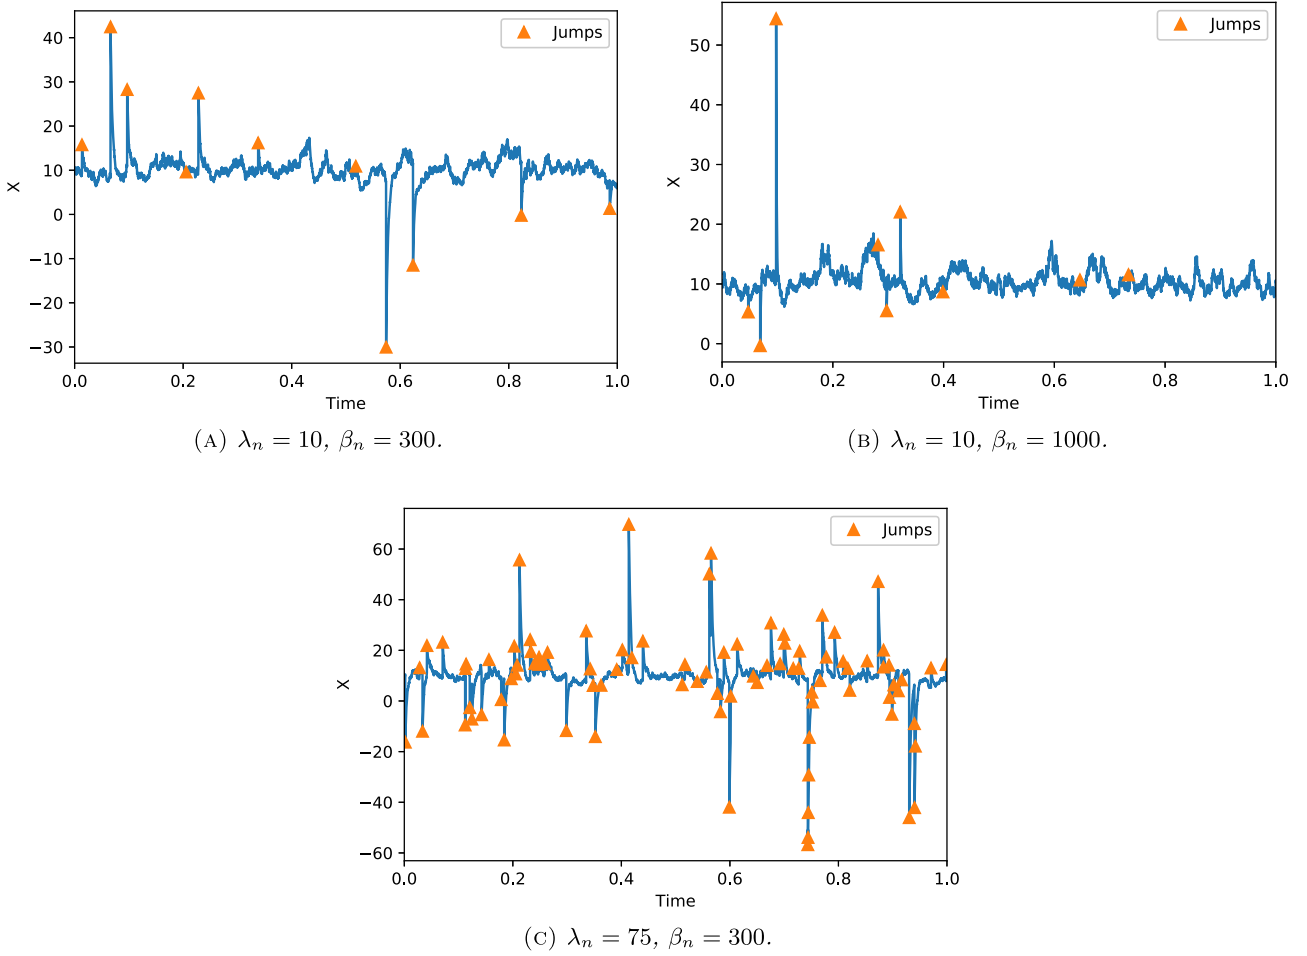 Jumps
40
30
20
10
0
−10
−20
−30
X
0.0 0.2 0.4 0.6 0.8 1.0
Time
(A) λn = 10, βn = 300.
Jumps
50
40
30
20
10
0
X
0.0 0.2 0.4 0.6 0.8 1.0
Time
(B) λn = 10, βn = 1000.
Jumps
60
40
20
0
−20
−40
−60
X
0.0 0.2 0.4 0.6 0.8 1.0
Time
(C) λn = 75, βn = 300.